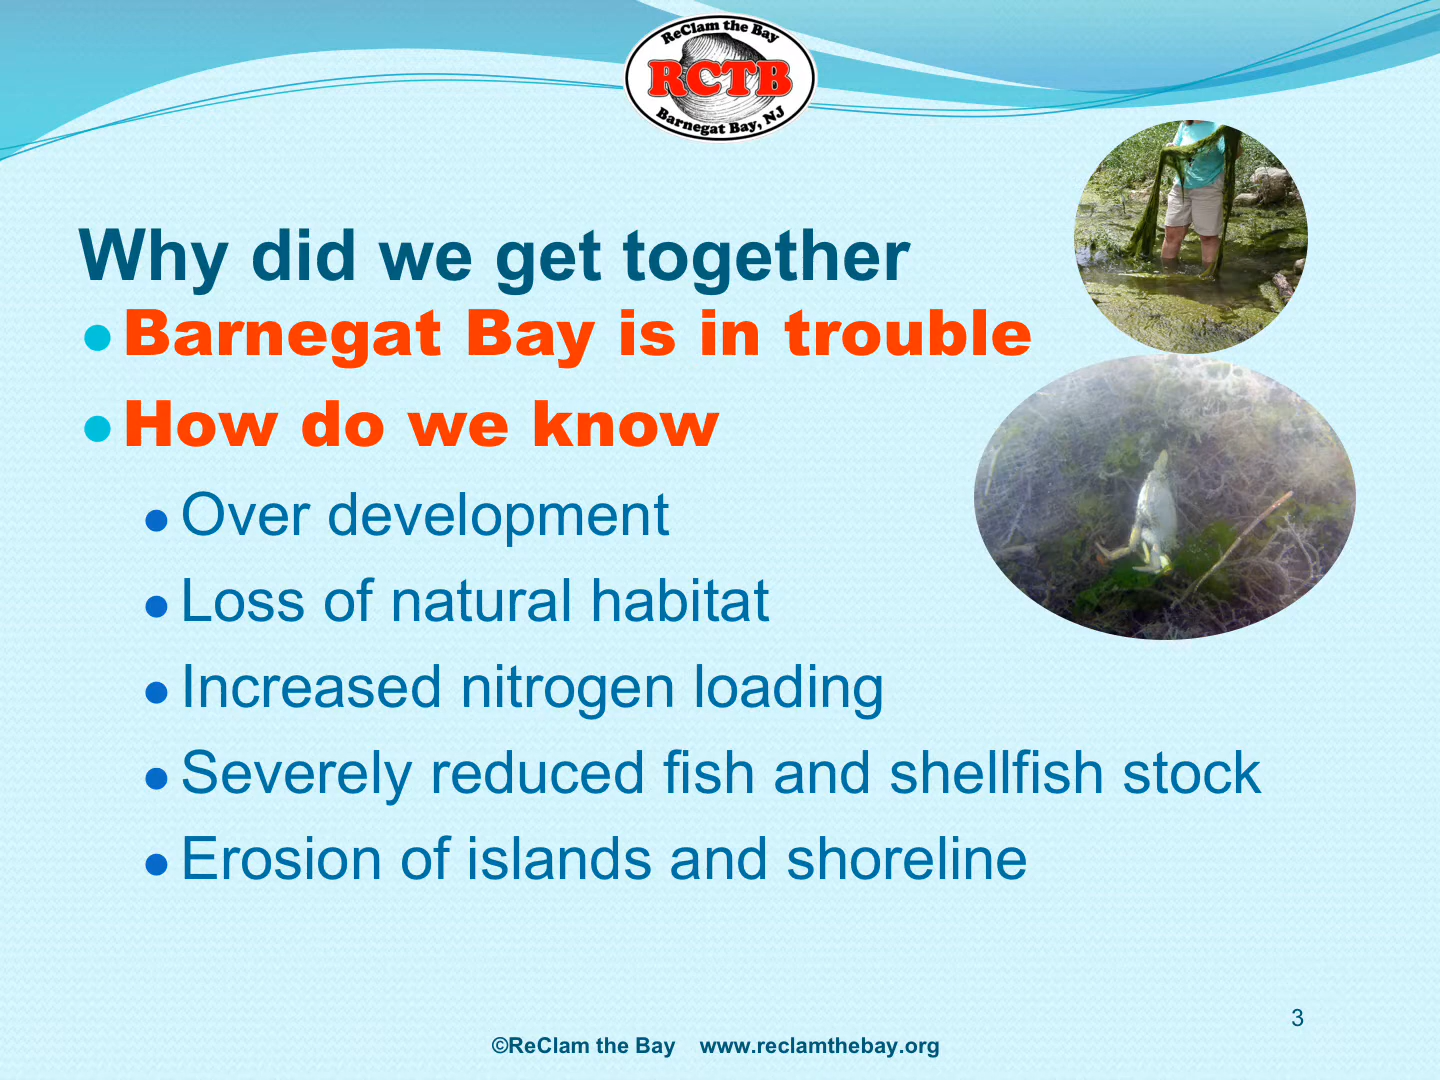 ReClam the Bay
RCTB
Barnegat Bay, NJ
Why did we get together
Barnegat Bay is in trouble
How do we know
Over development
Loss of natural habitat
Increased nitrogen loading
Severely reduced fish and shellfish stock
Erosion of islands and shoreline
3
©ReClam the Bay www.reclamthebay.org